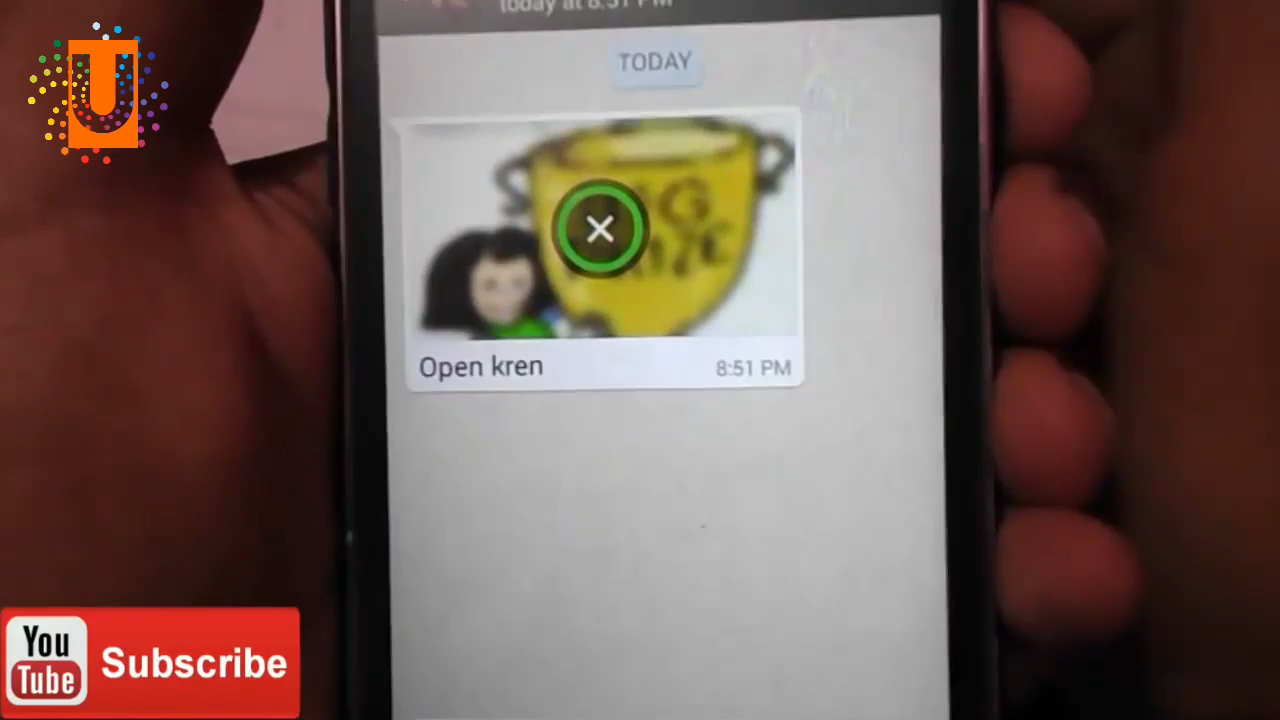 U
today at 8:51 PM
TODAY
Open kren
8:51 PM
You
Tube
Subscribe